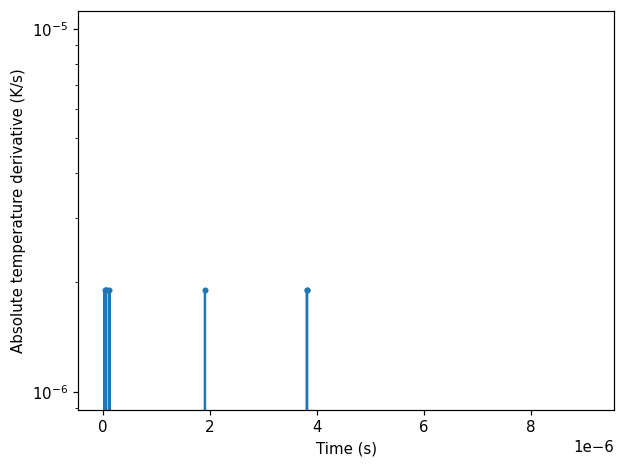 Absolute temperature derivative (K/s)
10⁻⁵
10⁻⁶
0 2 4 6 8
1e−6
Time (s)